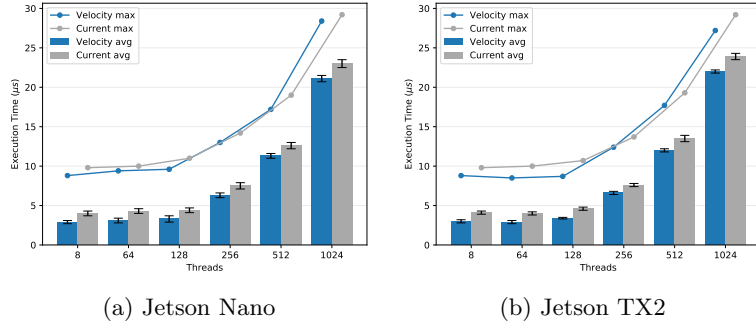 30
25
20
15
10
5
0
Execution Time (μs)
Velocity max
Current max
Velocity avg
Current avg
8
64
128
256
512
1024
Threads
(a) Jetson Nano
30
25
20
15
10
5
0
Execution Time (μs)
Velocity max
Current max
Velocity avg
Current avg
8
64
128
256
512
1024
Threads
(b) Jetson TX2